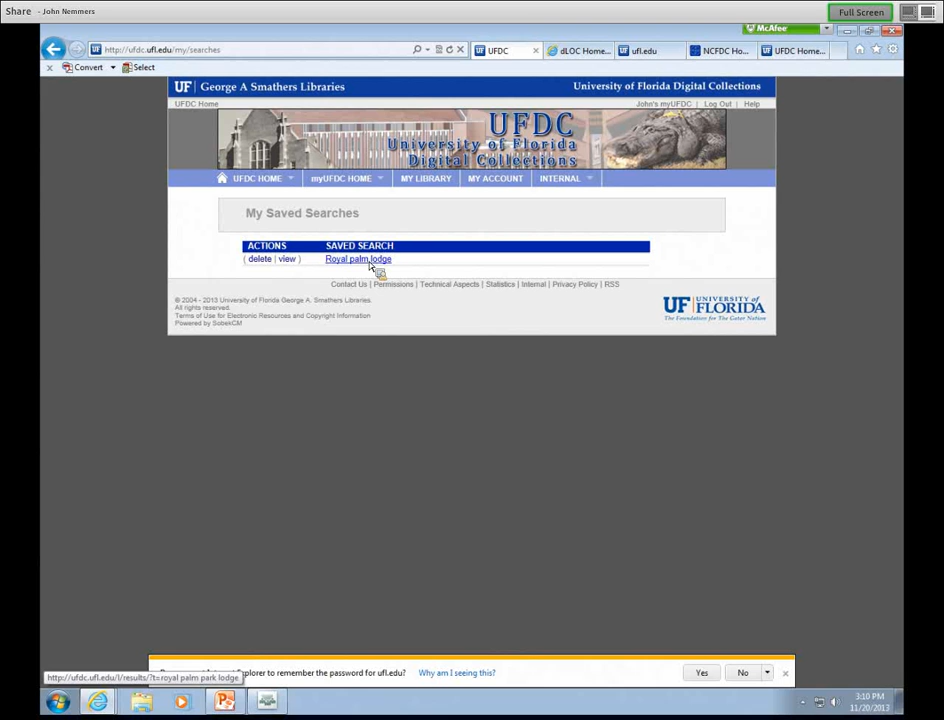 Share - John Nemmers
Full Screen
McAfee
http://ufdc.ufl.edu/my/searches
UFDC
dLOC Home...
ufl.edu
NCFDC Ho...
UFDC Home...
Convert
Select
UF George A Smathers Libraries
University of Florida Digital Collections
UFDC Home
John's myUFDC | Log Out | Help
UFDC
University of Florida
Digital Collections
UFDC HOME
myUFDC HOME
MY LIBRARY
MY ACCOUNT
INTERNAL
My Saved Searches
ACTIONS
SAVED SEARCH
( delete | view )
Royal palm lodge
Contact Us | Permissions | Technical Aspects | Statistics | Internal | Privacy Policy | RSS
© 2004 - 2013 University of Florida George A. Smathers Libraries.
All rights reserved.
Terms of Use for Electronic Resources and Copyright Information
Powered by SobekCM
UF UNIVERSITY of FLORIDA
The Foundation for The Gator Nation
Explorer to remember the password for ufl.edu?
Why am I seeing this?
Yes
No
http://ufdc.ufl.edu/l/results/?t=royal palm park lodge
3:10 PM
11/20/2013